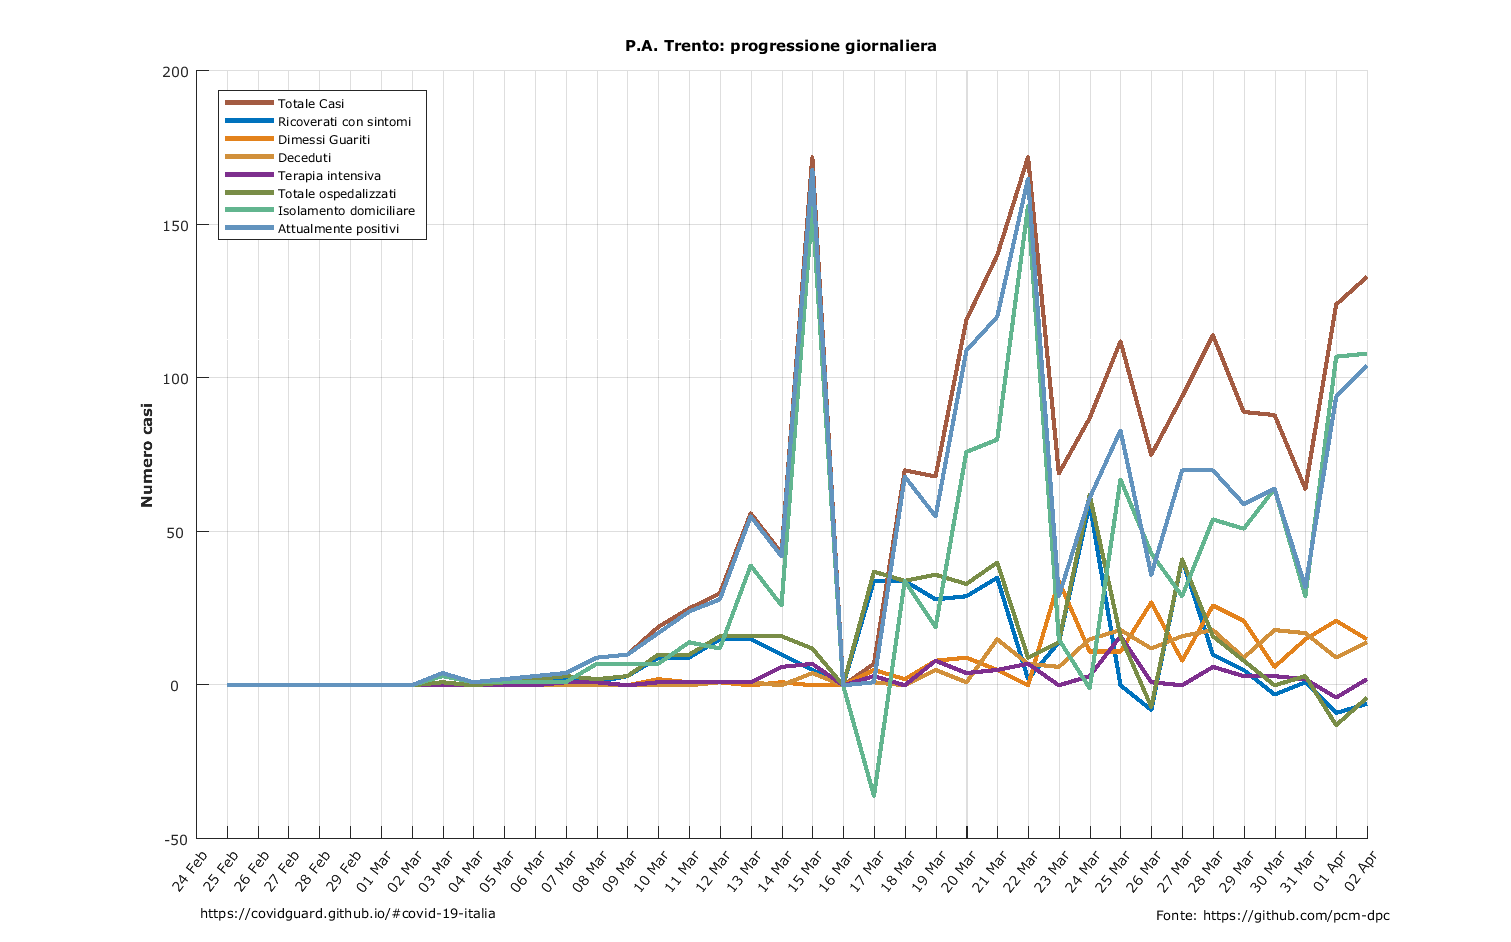 P.A. Trento: progressione giornaliera
200
150
100
50
0
-50
Numero casi
Totale Casi
Ricoverati con sintomi
Dimessi Guariti
Deceduti
Terapia intensiva
Totale ospedalizzati
Isolamento domiciliare
Attualmente positivi
24 Feb
25 Feb
26 Feb
27 Feb
28 Feb
29 Feb
01 Mar
02 Mar
03 Mar
04 Mar
05 Mar
06 Mar
07 Mar
08 Mar
09 Mar
10 Mar
11 Mar
12 Mar
13 Mar
14 Mar
15 Mar
16 Mar
17 Mar
18 Mar
19 Mar
20 Mar
21 Mar
22 Mar
23 Mar
24 Mar
25 Mar
26 Mar
27 Mar
28 Mar
29 Mar
30 Mar
31 Mar
01 Apr
02 Apr
https://covidguard.github.io/#covid-19-italia
Fonte: https://github.com/pcm-dpc